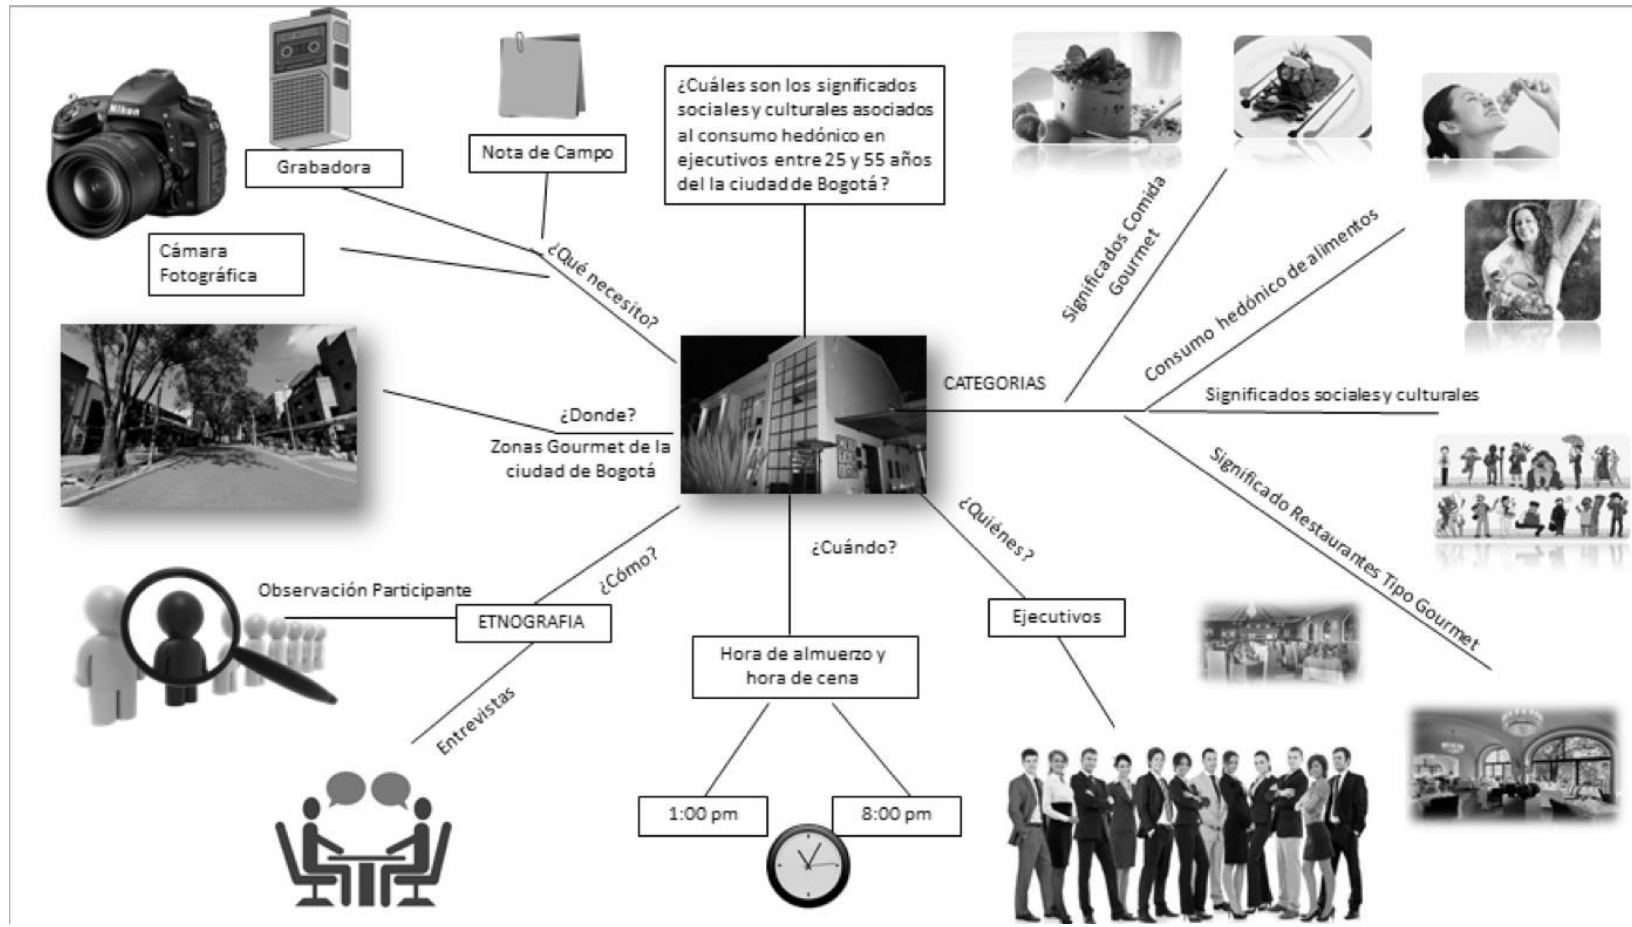 Nikon
Grabadora
Nota de Campo
¿Cuáles son los significados
sociales y culturales asociados
al consumo hedónico en
ejecutivos entre 25 y 55 años
del la ciudad de Bogotá?
Cámara
Fotográfica
¿Qué necesito?
Significados Comida
Gourmet
Consumo hedónico de alimentos
CATEGORIAS
Significados sociales y culturales
Significado Restaurantes Tipo Gourmet
¿Donde?
Zonas Gourmet de la
ciudad de Bogotá
¿Cómo?
Observación Participante
ETNOGRAFIA
Entrevistas
¿Cuándo?
Hora de almuerzo y
hora de cena
1:00 pm
8:00 pm
¿Quiénes?
Ejecutivos